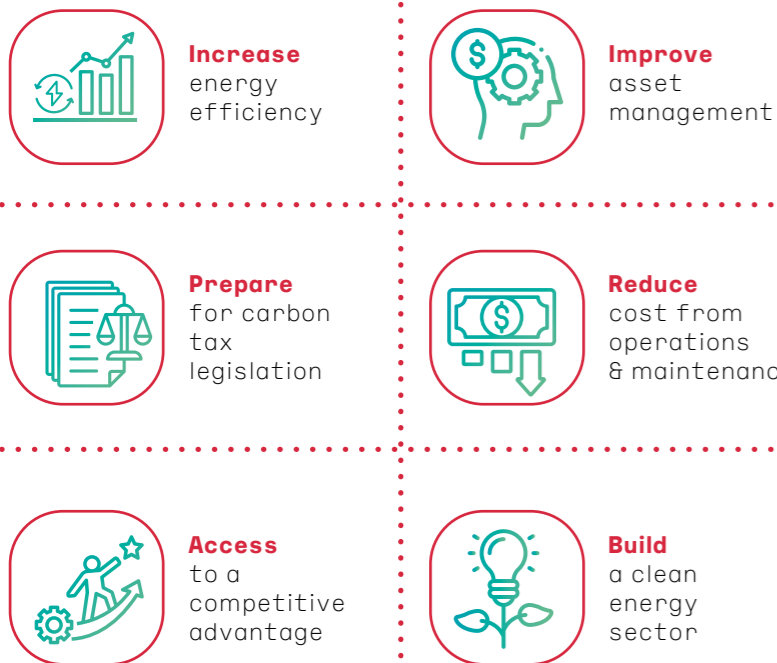 Increase
energy
efficiency
Improve
asset
management
Prepare
for carbon
tax
legislation
Reduce
cost from
operations
& maintenanc
Access
to a
competitive
advantage
Build
a clean
energy
sector